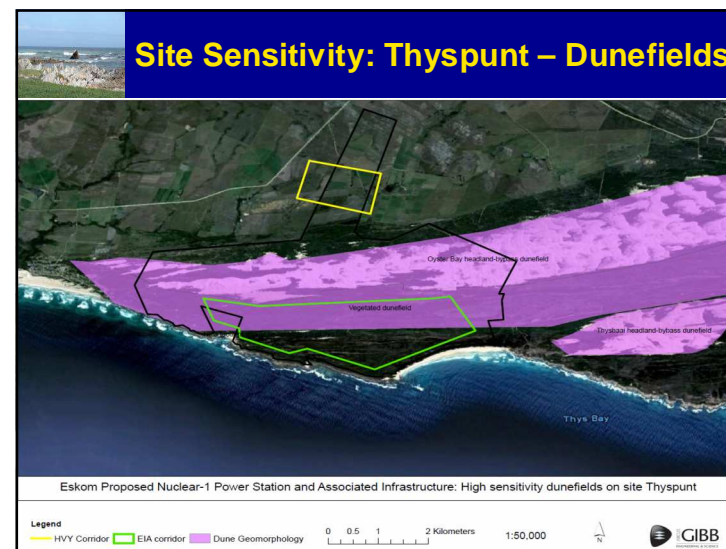 Site Sensitivity: Thyspunt – Dunefields
Oyster Bay headland-bypass dunefield
Vegetated dunefield
Thysbaai headland-bybass dunefield
Thys Bay
Eskom Proposed Nuclear-1 Power Station and Associated Infrastructure: High sensitivity dunefields on site Thyspunt
Legend
HVY Corridor EIA corridor Dune Geomorphology
0 0.5 1 2 Kilometers
1:50,000
N
GIBB